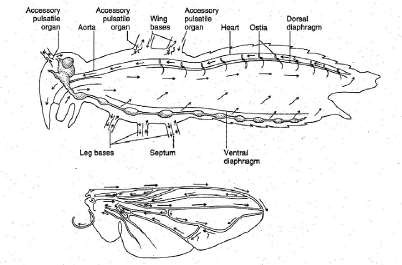 Accessory
pulsatile
organ
Aorta
Accessory
pulsatile
organ
Wing
bases
Accessory
pulsatile
organ
Heart
Ostia
Dorsal
diaphragm
Leg bases
Septum
Ventral
diaphragm